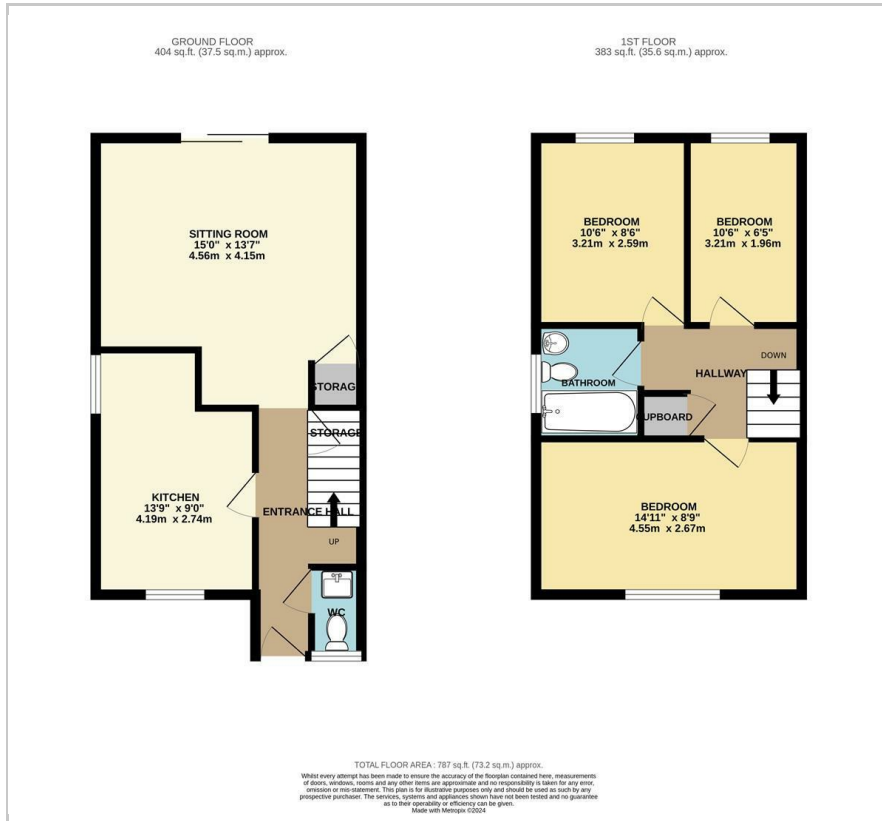 GROUND FLOOR
404 sq.ft. (37.5 sq.m.) approx.
SITTING ROOM
15'0" x 13'7"
4.56m x 4.15m
STORAGE
STORAGE
KITCHEN
13'9" x 9'0"
4.19m x 2.74m
ENTRANCE HALL
UP
WC
1ST FLOOR
383 sq.ft. (35.6 sq.m.) approx.
BEDROOM
10'6" x 8'6"
3.21m x 2.59m
BEDROOM
10'6" x 6'5"
3.21m x 1.96m
DOWN
HALLWAY
BATHROOM
CUPBOARD
BEDROOM
14'11" x 8'9"
4.55m x 2.67m
TOTAL FLOOR AREA : 787 sq.ft. (73.2 sq.m.) approx.
Whilst every attempt has been made to ensure the accuracy of the floorplan contained here, measurements
of doors, windows, rooms and any other items are approximate and no responsibility is taken for any error,
omission or mis-statement. This plan is for illustrative purposes only and should be used as such by any
prospective purchaser. The services, systems and appliances shown have not been tested and no guarantee
as to their operability or efficiency can be given.
Made with Metropix ©2024